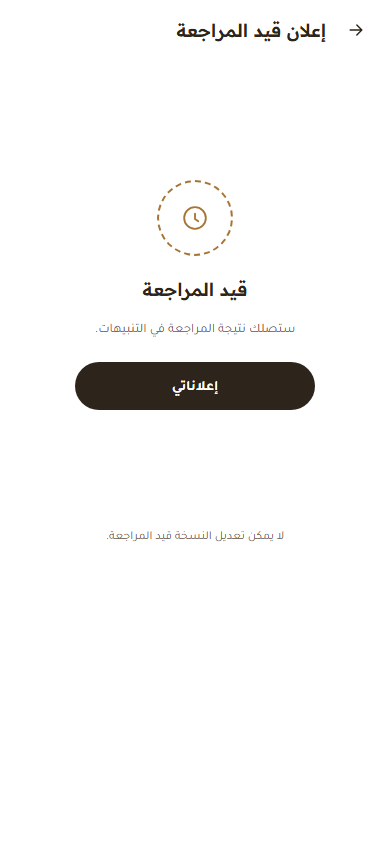 إعلان قيد المراجعة
قيد المراجعة
ستصلك نتيجة المراجعة في التنبيهات.
إعلاناتي
لا يمكن تعديل النسخة قيد المراجعة.